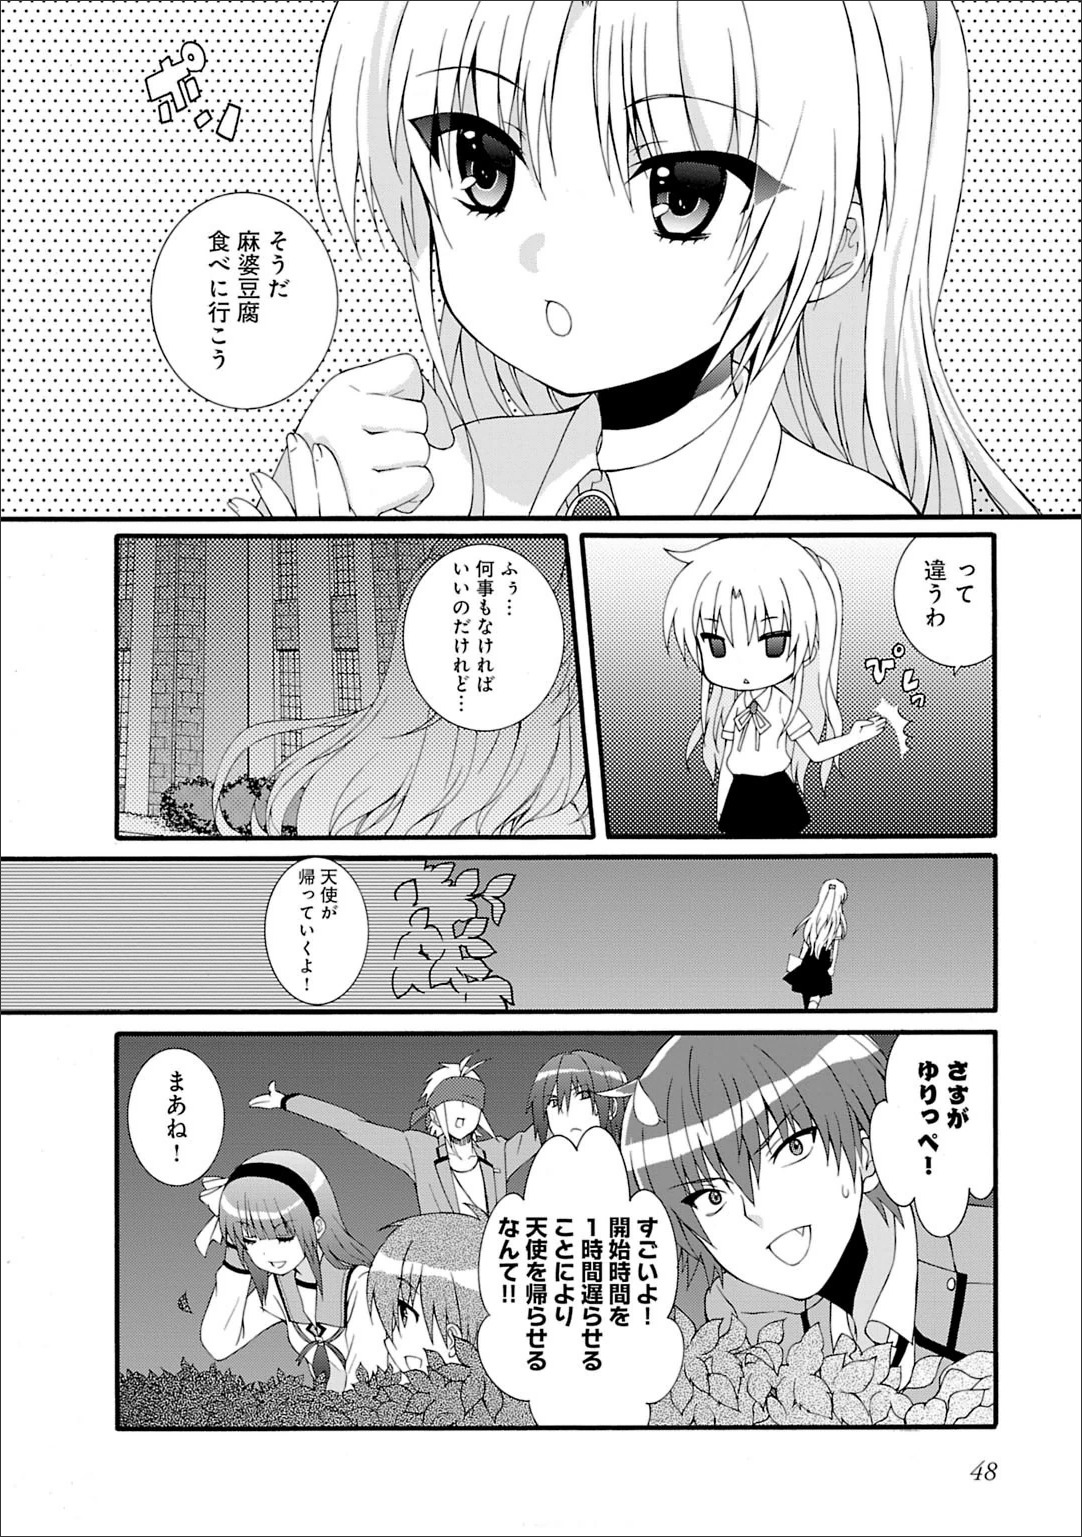 ポンッ
そうだ
麻婆豆腐
食べに行こう
って
違うわ
ぴしっ
ふぅ…
何事もなければ
いいのだけれど…
天使が
帰っていくよ！
さすが
ゆりっぺ！
すごいよ！
開始時間を
１時間遅らせる
ことにより
天使を帰らせる
なんて!!
まあね！
48